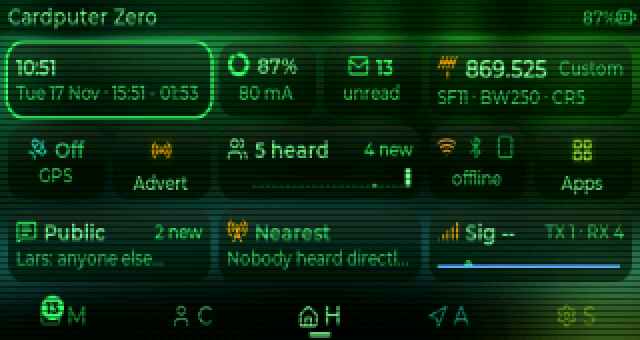 Cardputer Zero 87%
10:51
Tue 17 Nov · 15:51 - 01:53
87%
80 mA
13
unread
869.525 Custom
SF11 · BW250 · CR5
Off
GPS
Advert
5 heard 4 new
offline
Apps
Public 2 new
Lars: anyone else...
Nearest
Nobody heard directl...
Sig -- TX 1 · RX 4
13 M
C
H
A
S